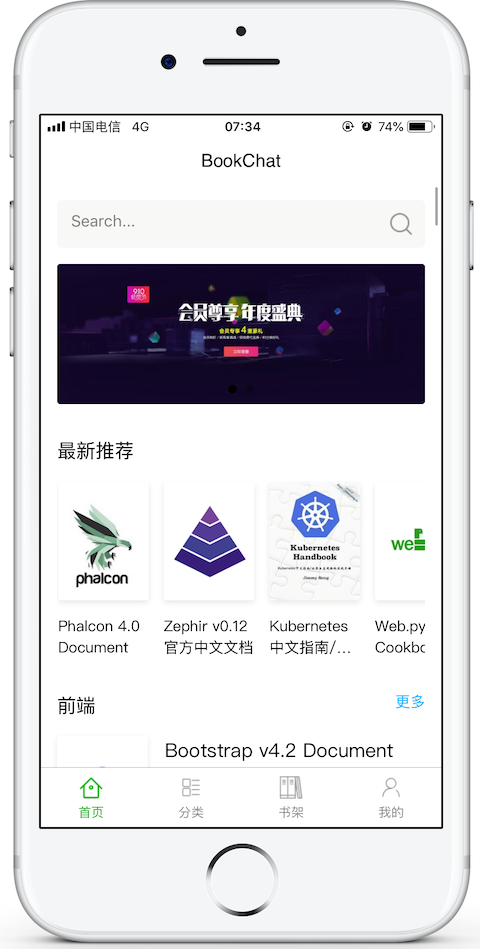 中国电信 4G 07:34 74%
BookChat
Search...
会员尊享 年度盛典
会员专享4重豪礼
最新推荐
phalcon
Kubernetes
Handbook
Jimmy Song
we
Phalcon 4.0
Document
Zephir v0.12
官方中文文档
Kubernetes
中文指南/...
Web.py
Cookbo
前端
更多
Bootstrap v4.2 Document
首页
分类
书架
我的